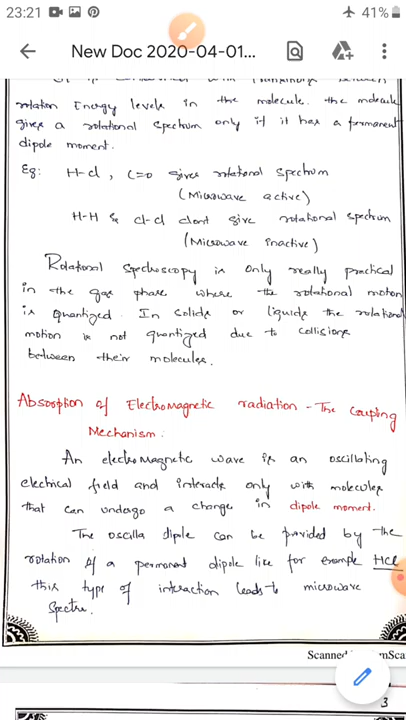 23:21
41%
New Doc 2020-04-01...
rotation Energy levels in the molecule. the molecule
gives a rotational spectrum only if it has a permanent
dipole moment.
Eg: H-cl, C=O gives rotational spectrum
(Microwave active)
H-H & cl-cl dont give rotational spectrum
(Microwave inactive)
Rotational Spectroscopy is only really practical
in the gas phase where the rotational motion
is quantized. In solids or liquids the rotational
motion is not quantized due to collisions
between their molecules.
Absorption of ElectroMagnetic radiation - The Coupling
Mechanism:
An electroMagnetic wave is an oscillating
electrical field and interacts only with molecules
that can undergo a change in dipole moment.
The oscilla diple can be provided by the
rotation of a permanent dipole like for example HCl
this type of interaction leads to microwave
spectra.
Scanned
mSca
3